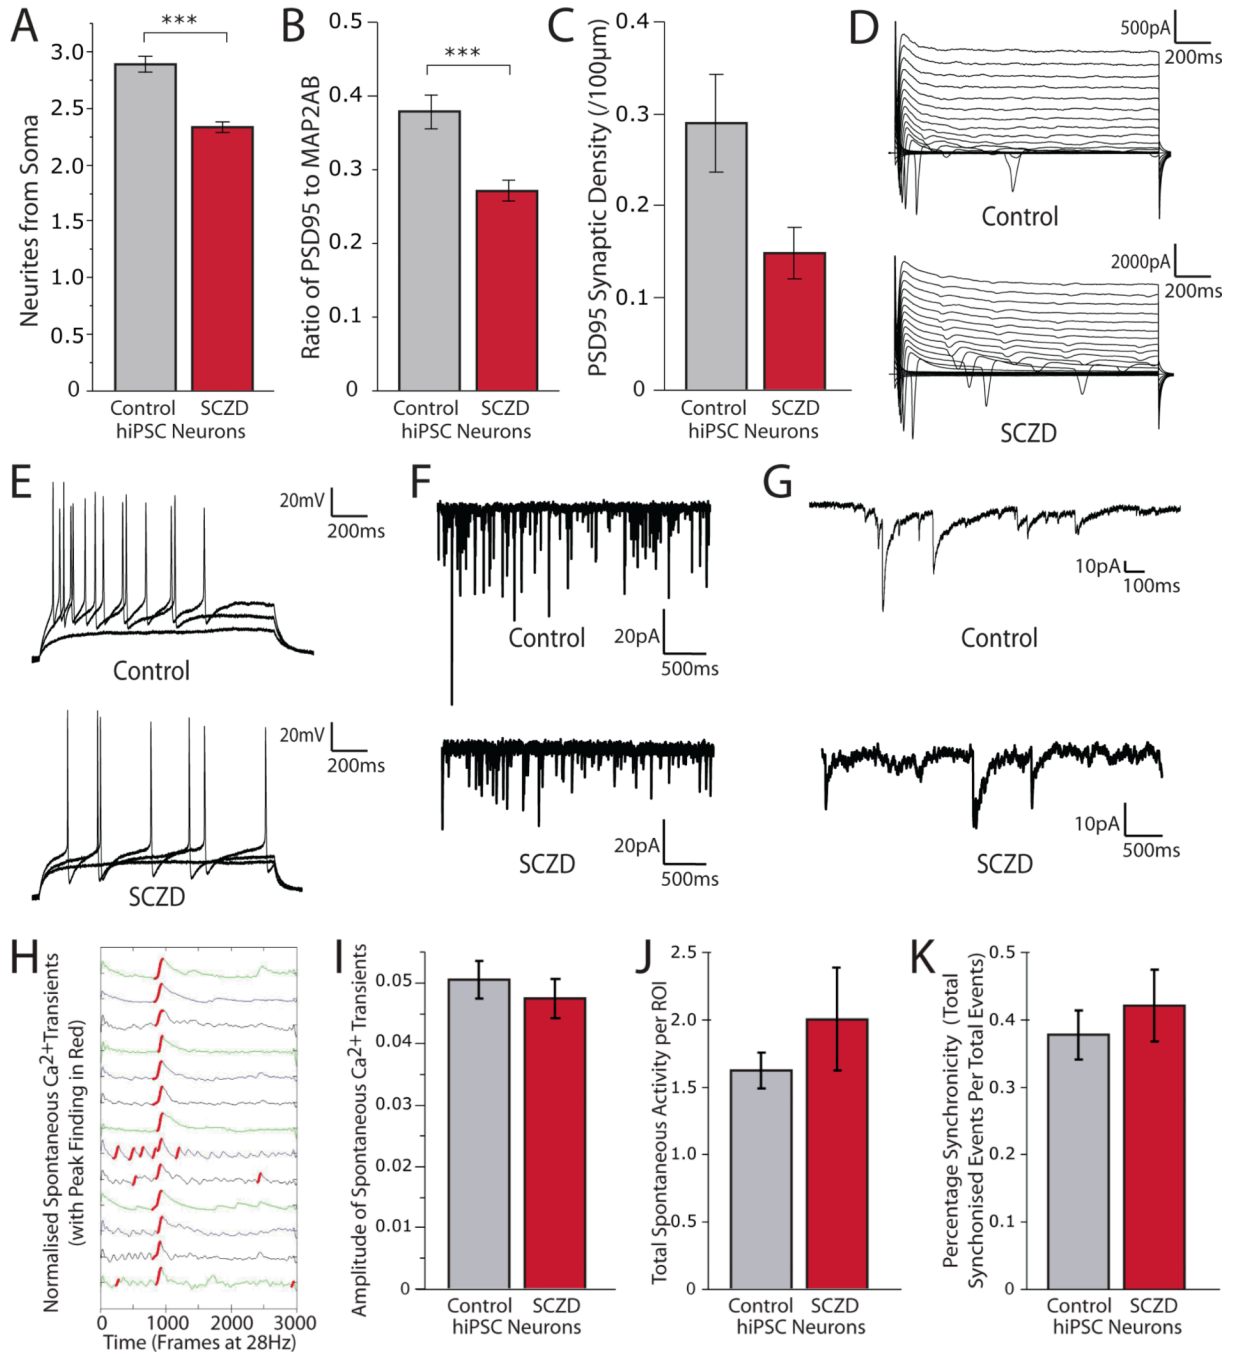 A
***
Neurites from Soma
3.0
2.5
2.0
1.5
1.0
0.5
0
Control SCZD
hiPSC Neurons
B
***
Ratio of PSD95 to MAP2AB
0.5
0.4
0.3
0.2
0.1
0
Control SCZD
hiPSC Neurons
C
PSD95 Synaptic Density (/100µm)
0.4
0.3
0.2
0.1
0
Control SCZD
hiPSC Neurons
D
500pA
200ms
Control
2000pA
200ms
SCZD
E
20mV
200ms
Control
20mV
200ms
SCZD
F
Control
20pA
500ms
SCZD
20pA
500ms
G
10pA
100ms
Control
10pA
500ms
SCZD
H
Normalised Spontaneous Ca2+Transients
(with Peak Finding in Red)
0 1000 2000 3000
Time (Frames at 28Hz)
I
Amplitude of Spontaneous Ca2+ Transients
0.05
0.04
0.03
0.02
0.01
0
Control SCZD
hiPSC Neurons
J
Total Spontaneous Activity per ROI
2.5
2.0
1.5
1.0
0.5
0
Control SCZD
hiPSC Neurons
K
Percentage Synchronicity (Total
Synchonised Events Per Total Events)
0.5
0.4
0.3
0.2
0.1
0
Control SCZD
hiPSC Neurons